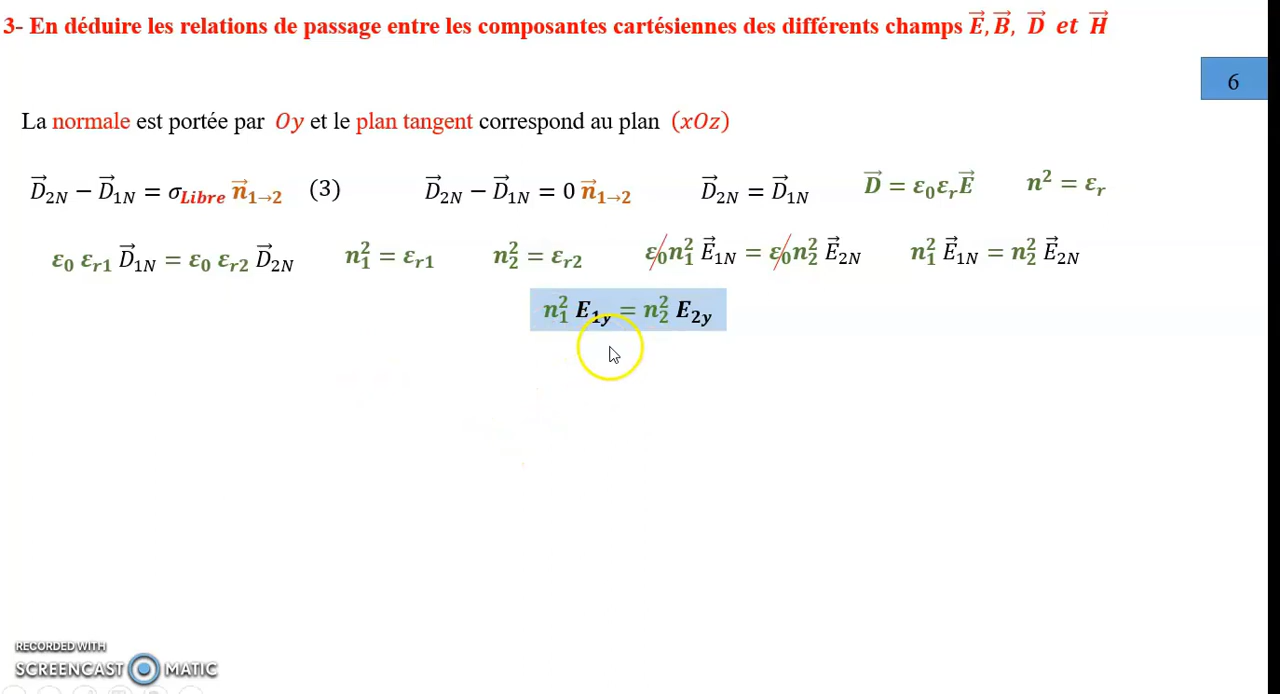 3- En déduire les relations de passage entre les composantes cartésiennes des différents champs E⃗, B⃗, D⃗ et H⃗
6
La normale est portée par Oy et le plan tangent correspond au plan (xOz)
D⃗₂N − D⃗₁N = σLibre n⃗₁→₂ (3) D⃗₂N − D⃗₁N = 0 n⃗₁→₂ D⃗₂N = D⃗₁N D⃗ = ε₀εᵣE⃗ n² = εᵣ
ε₀ εᵣ₁ D⃗₁N = ε₀ εᵣ₂ D⃗₂N n₁² = εᵣ₁ n₂² = εᵣ₂ ε₀n₁² E⃗₁N = ε₀n₂² E⃗₂N n₁² E⃗₁N = n₂² E⃗₂N
n₁² E₁y = n₂² E₂y
RECORDED WITH
SCREENCAST MATIC